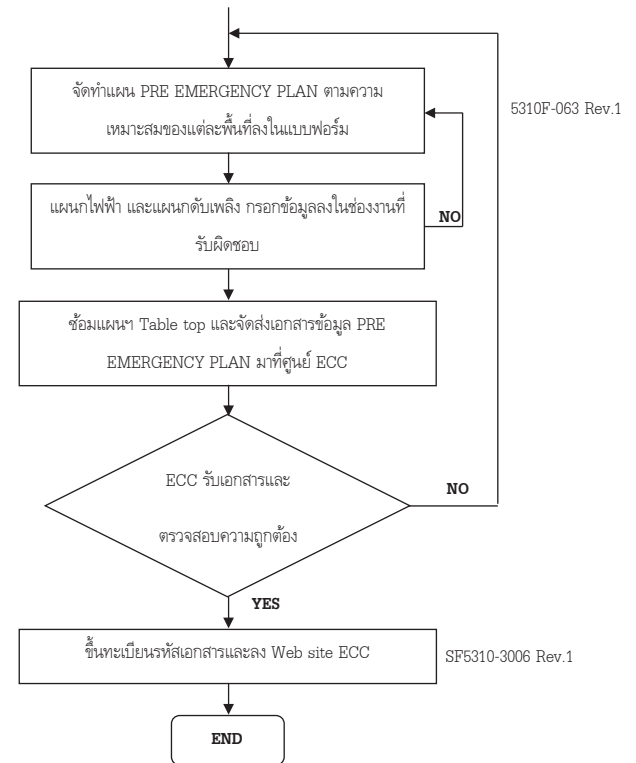 จัดทำแผน PRE EMERGENCY PLAN ตามความ
เหมาะสมของแต่ละพื้นที่ลงในแบบฟอร์ม
5310F-063 Rev.1
แผนกไฟฟ้า และแผนกดับเพลิง กรอกข้อมูลลงในช่องงานที่
รับผิดชอบ
NO
ซ้อมแผนฯ Table top และจัดส่งเอกสารข้อมูล PRE
EMERGENCY PLAN มาที่ศูนย์ ECC
ECC รับเอกสารและ
ตรวจสอบความถูกต้อง
NO
YES
ขึ้นทะเบียนรหัสเอกสารและลง Web site ECC
SF5310-3006 Rev.1
END